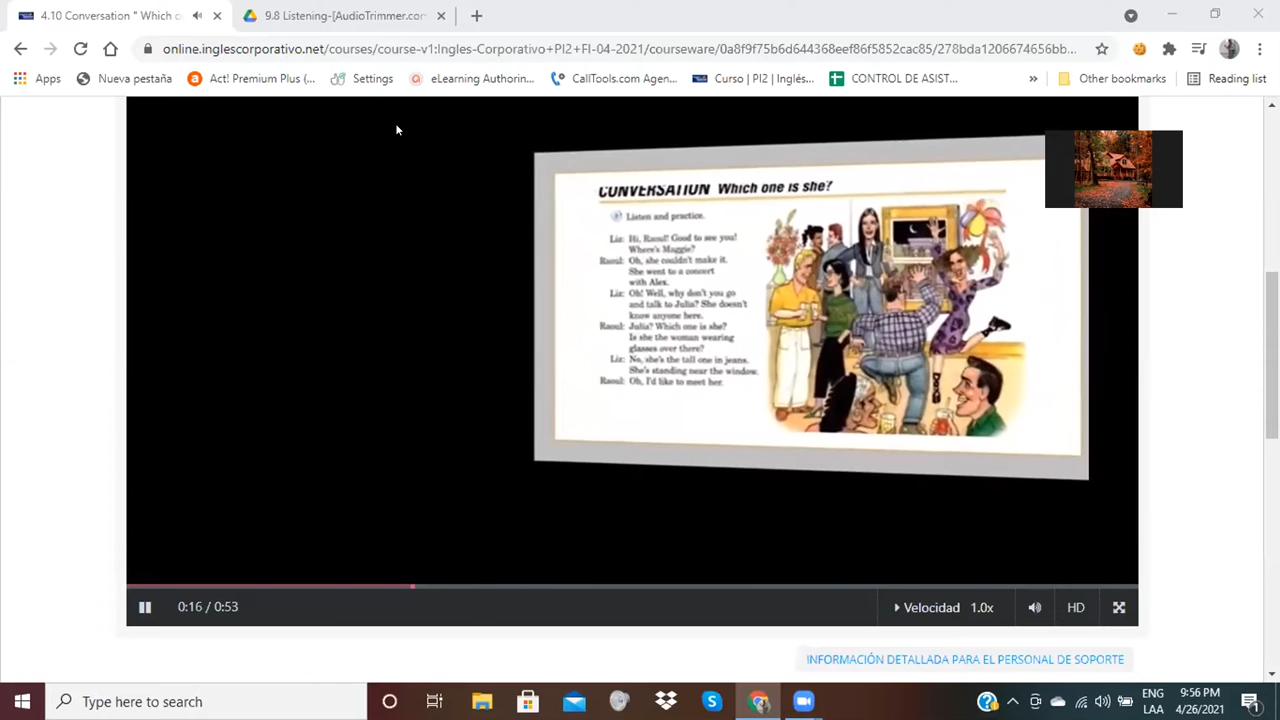 4.10 Conversation " Which o
9.8 Listening-[AudioTrimmer.con
online.inglescorporativo.net/courses/course-v1:Ingles-Corporativo+PI2+FI-04-2021/courseware/0a8f9f75b6d644368eef86f5852cac85/278bda1206674656bb...
Apps
Nueva pestaña
Act! Premium Plus (...
Settings
eLearning Authorin...
CallTools.com Agen...
Curso | PI2 | Inglés...
CONTROL DE ASIST...
»
Other bookmarks
Reading list
CONVERSATION Which one is she?
Listen and practice.
Liz: Hi, Raoul! Good to see you!
Where's Maggie?
Raoul: Oh, she couldn't make it.
She went to a concert
with Alex.
Liz: Oh! Well, why don't you go
and talk to Julia? She doesn't
know anyone here.
Raoul: Julia? Which one is she?
Is she the woman wearing
glasses over there?
Liz: No, she's the tall one in jeans.
She's standing near the window.
Raoul: Oh, I'd like to meet her.
0:16 / 0:53
Velocidad 1.0x
HD
INFORMACIÓN DETALLADA PARA EL PERSONAL DE SOPORTE
Type here to search
ENG
LAA
9:56 PM
4/26/2021